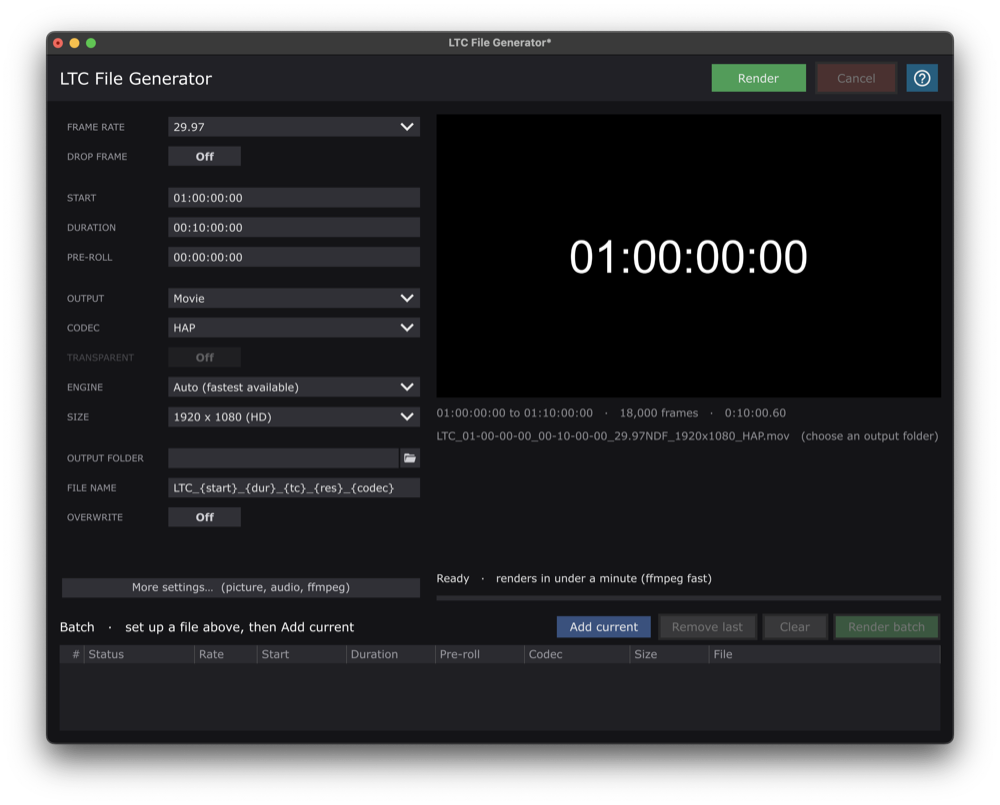 LTC File Generator*
LTC File Generator
Render
Cancel
?
FRAME RATE
29.97
DROP FRAME
Off
START
01:00:00:00
DURATION
00:10:00:00
PRE-ROLL
00:00:00:00
OUTPUT
Movie
CODEC
HAP
TRANSPARENT
Off
ENGINE
Auto (fastest available)
SIZE
1920 x 1080 (HD)
OUTPUT FOLDER
FILE NAME
LTC_{start}_{dur}_{tc}_{res}_{codec}
OVERWRITE
Off
More settings... (picture, audio, ffmpeg)
01:00:00:00
01:00:00:00 to 01:10:00:00 · 18,000 frames · 0:10:00.60
LTC_01-00-00-00_00-10-00-00_29.97NDF_1920x1080_HAP.mov (choose an output folder)
Ready · renders in under a minute (ffmpeg fast)
Batch · set up a file above, then Add current
Add current
Remove last
Clear
Render batch
# Status Rate Start Duration Pre-roll Codec Size File